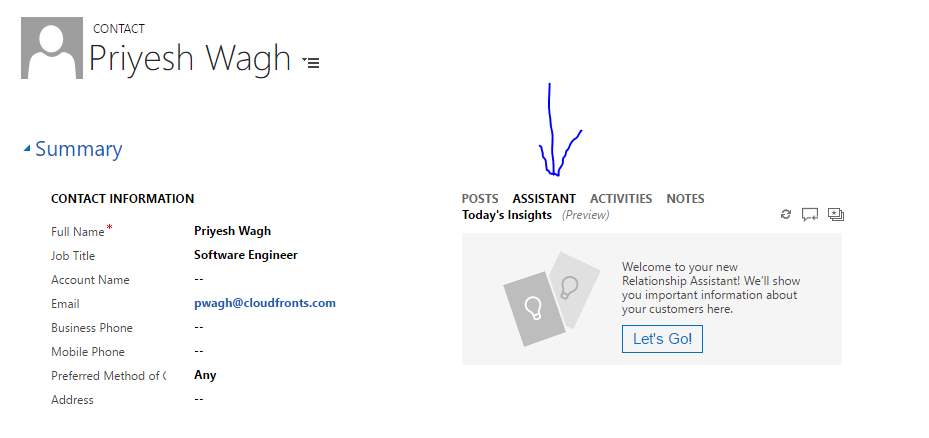 CONTACT
Priyesh Wagh
Summary
CONTACT INFORMATION
Full Name* Priyesh Wagh
Job Title Software Engineer
Account Name --
Email pwagh@cloudfronts.com
Business Phone --
Mobile Phone --
Preferred Method of C Any
Address --
POSTS ASSISTANT ACTIVITIES NOTES
Today's Insights (Preview)
Welcome to your new
Relationship Assistant! We'll show
you important information about
your customers here.
Let's Go!